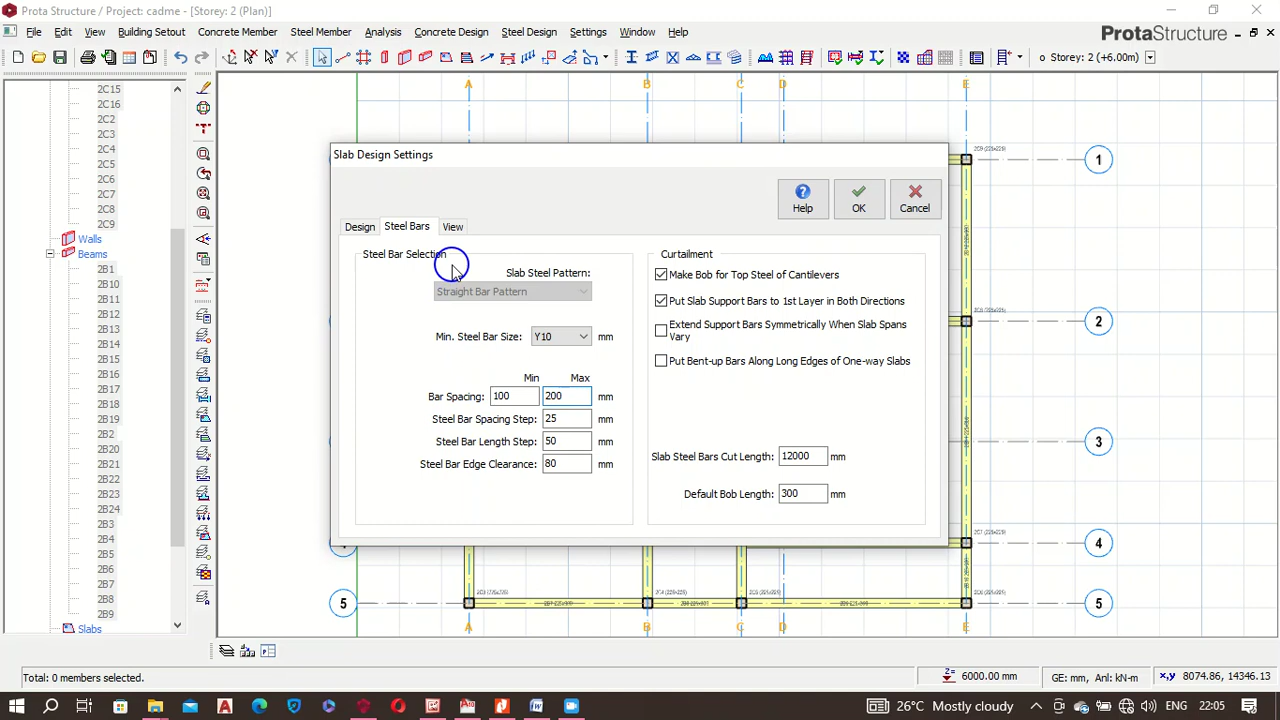 Prota Structure / Project: cadme - [Storey: 2 (Plan)]
File Edit View Building Setout Concrete Member Steel Member Analysis Concrete Design Steel Design Settings Window Help
ProtaStructure
o Storey: 2 (+6.00m)
2C15
2C16
2C2
2C3
2C4
2C5
2C6
2C7
2C8
2C9
Walls
Beams
2B1
2B10
2B11
2B12
2B13
2B14
2B15
2B16
2B17
2B18
2B19
2B2
2B20
2B21
2B22
2B23
2B24
2B3
2B4
2B5
2B6
2B7
2B8
2B9
Slabs
A B C D E
1
2
3
4
5 5
A B C D E
Slab Design Settings
Help OK Cancel
Design Steel Bars View
Steel Bar Selection
Slab Steel Pattern:
Straight Bar Pattern
Min. Steel Bar Size: Y10 mm
Min Max
Bar Spacing: 100 200 mm
Steel Bar Spacing Step: 25 mm
Steel Bar Length Step: 50 mm
Steel Bar Edge Clearance: 80 mm
Curtailment
Make Bob for Top Steel of Cantilevers
Put Slab Support Bars to 1st Layer in Both Directions
Extend Support Bars Symmetrically When Slab Spans
Vary
Put Bent-up Bars Along Long Edges of One-way Slabs
Slab Steel Bars Cut Length: 12000 mm
Default Bob Length: 300 mm
Total: 0 members selected.
6000.00 mm
GE: mm, Anl: kN-m
x,y 8074.86, 14346.13
26°C Mostly cloudy
ENG 22:05